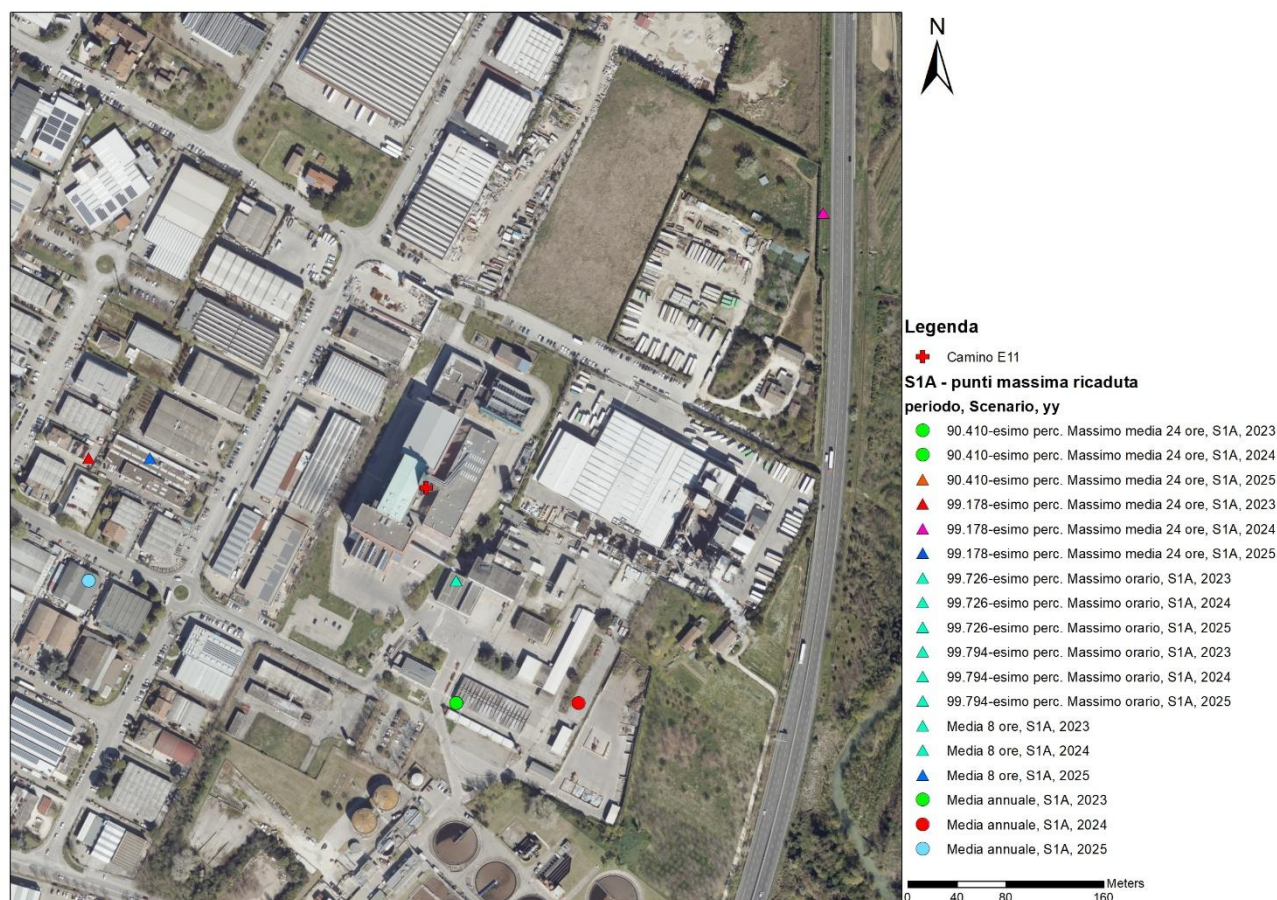 N
Legenda
Camino E11
S1A - punti massima ricaduta
periodo, Scenario, yy
90.410-esimo perc. Massimo media 24 ore, S1A, 2023
90.410-esimo perc. Massimo media 24 ore, S1A, 2024
90.410-esimo perc. Massimo media 24 ore, S1A, 2025
99.178-esimo perc. Massimo media 24 ore, S1A, 2023
99.178-esimo perc. Massimo media 24 ore, S1A, 2024
99.178-esimo perc. Massimo media 24 ore, S1A, 2025
99.726-esimo perc. Massimo orario, S1A, 2023
99.726-esimo perc. Massimo orario, S1A, 2024
99.726-esimo perc. Massimo orario, S1A, 2025
99.794-esimo perc. Massimo orario, S1A, 2023
99.794-esimo perc. Massimo orario, S1A, 2024
99.794-esimo perc. Massimo orario, S1A, 2025
Media 8 ore, S1A, 2023
Media 8 ore, S1A, 2024
Media 8 ore, S1A, 2025
Media annuale, S1A, 2023
Media annuale, S1A, 2024
Media annuale, S1A, 2025
Meters
0 40 80 160